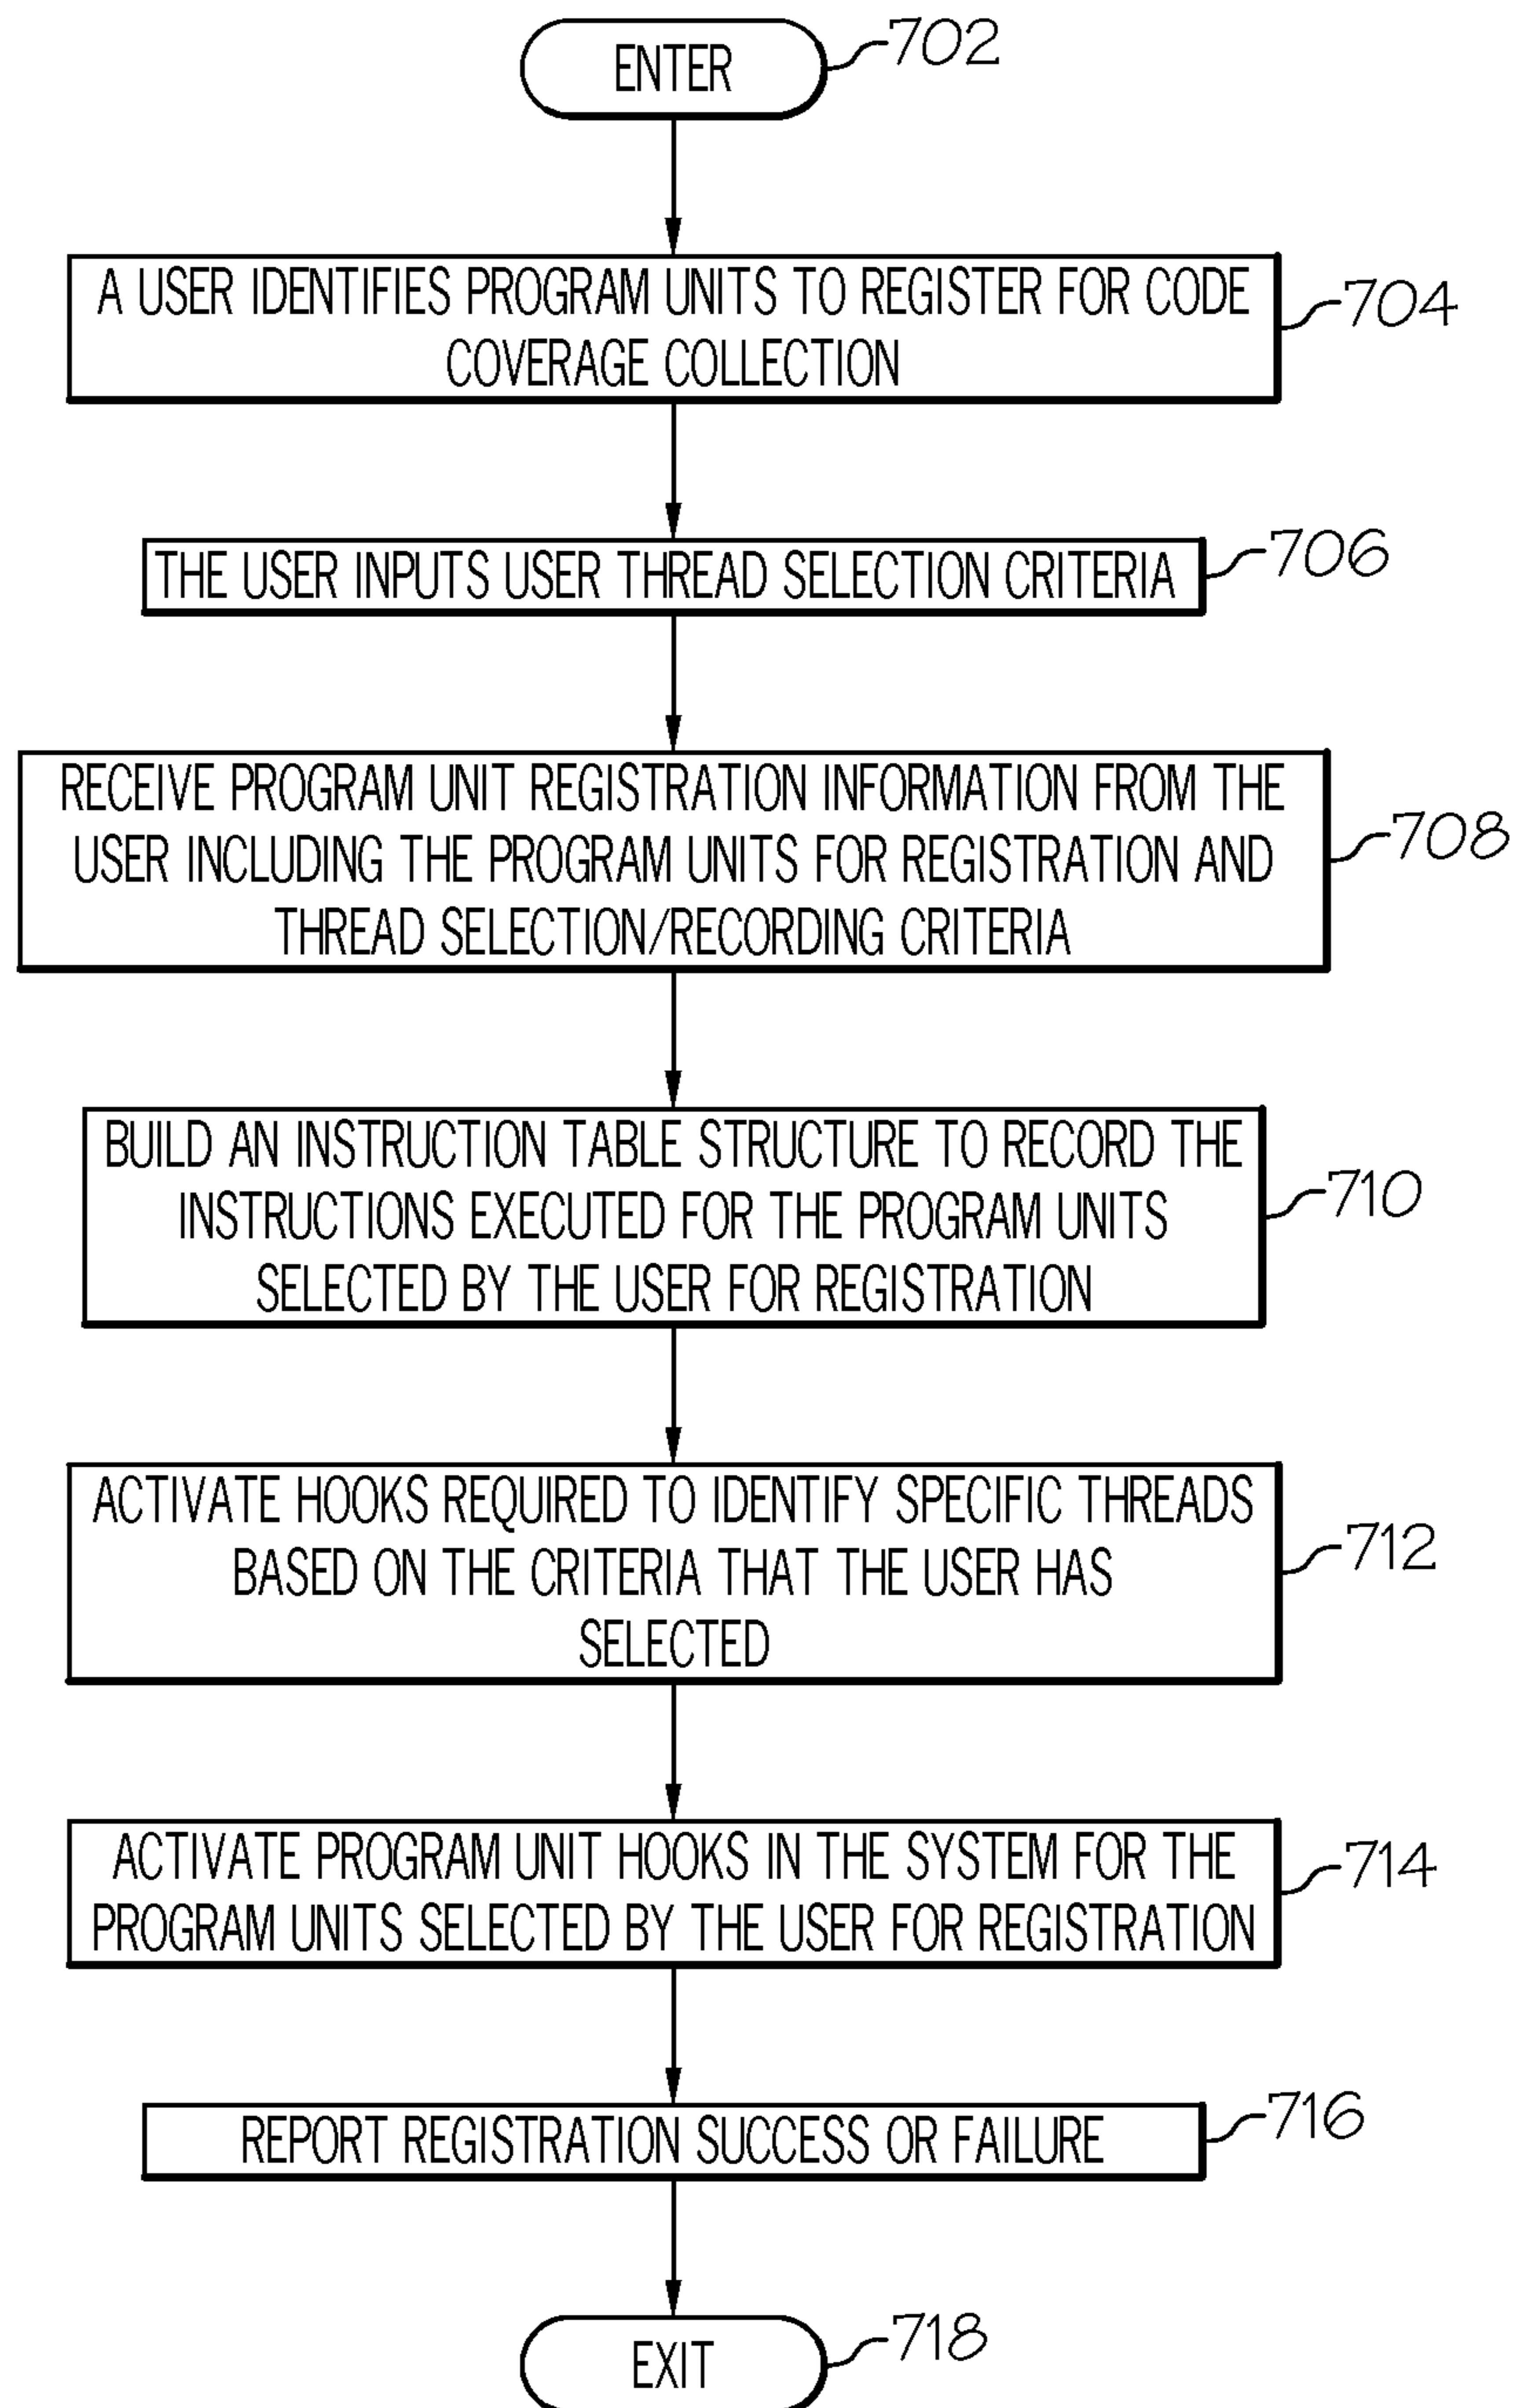 ENTER
702
A USER IDENTIFIES PROGRAM UNITS TO REGISTER FOR CODE
COVERAGE COLLECTION
704
THE USER INPUTS USER THREAD SELECTION CRITERIA
706
RECEIVE PROGRAM UNIT REGISTRATION INFORMATION FROM THE
USER INCLUDING THE PROGRAM UNITS FOR REGISTRATION AND
THREAD SELECTION/RECORDING CRITERIA
708
BUILD AN INSTRUCTION TABLE STRUCTURE TO RECORD THE
INSTRUCTIONS EXECUTED FOR THE PROGRAM UNITS
SELECTED BY THE USER FOR REGISTRATION
710
ACTIVATE HOOKS REQUIRED TO IDENTIFY SPECIFIC THREADS
BASED ON THE CRITERIA THAT THE USER HAS
SELECTED
712
ACTIVATE PROGRAM UNIT HOOKS IN THE SYSTEM FOR THE
PROGRAM UNITS SELECTED BY THE USER FOR REGISTRATION
714
REPORT REGISTRATION SUCCESS OR FAILURE
716
EXIT
718